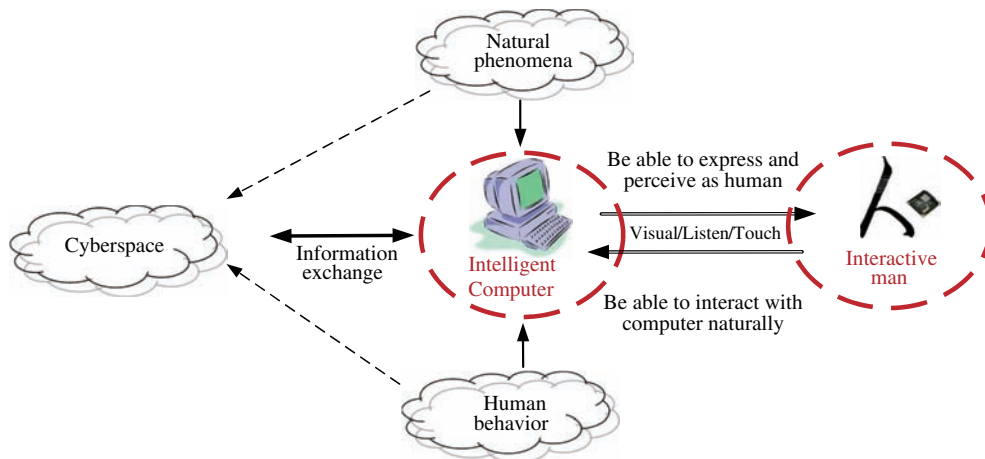 Natural
phenomena
Be able to express and
perceive as human
Cyberspace
Information
exchange
Visual/Listen/Touch
Intelligent
Computer
Interactive
man
Be able to interact with
computer naturally
Human
behavior